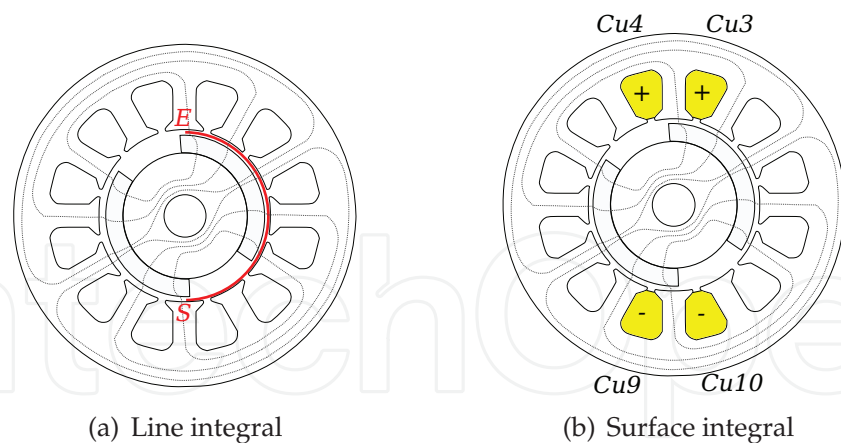 Cu4 Cu3
E
+ +
S
- -
Cu9 Cu10
(a) Line integral (b) Surface integral